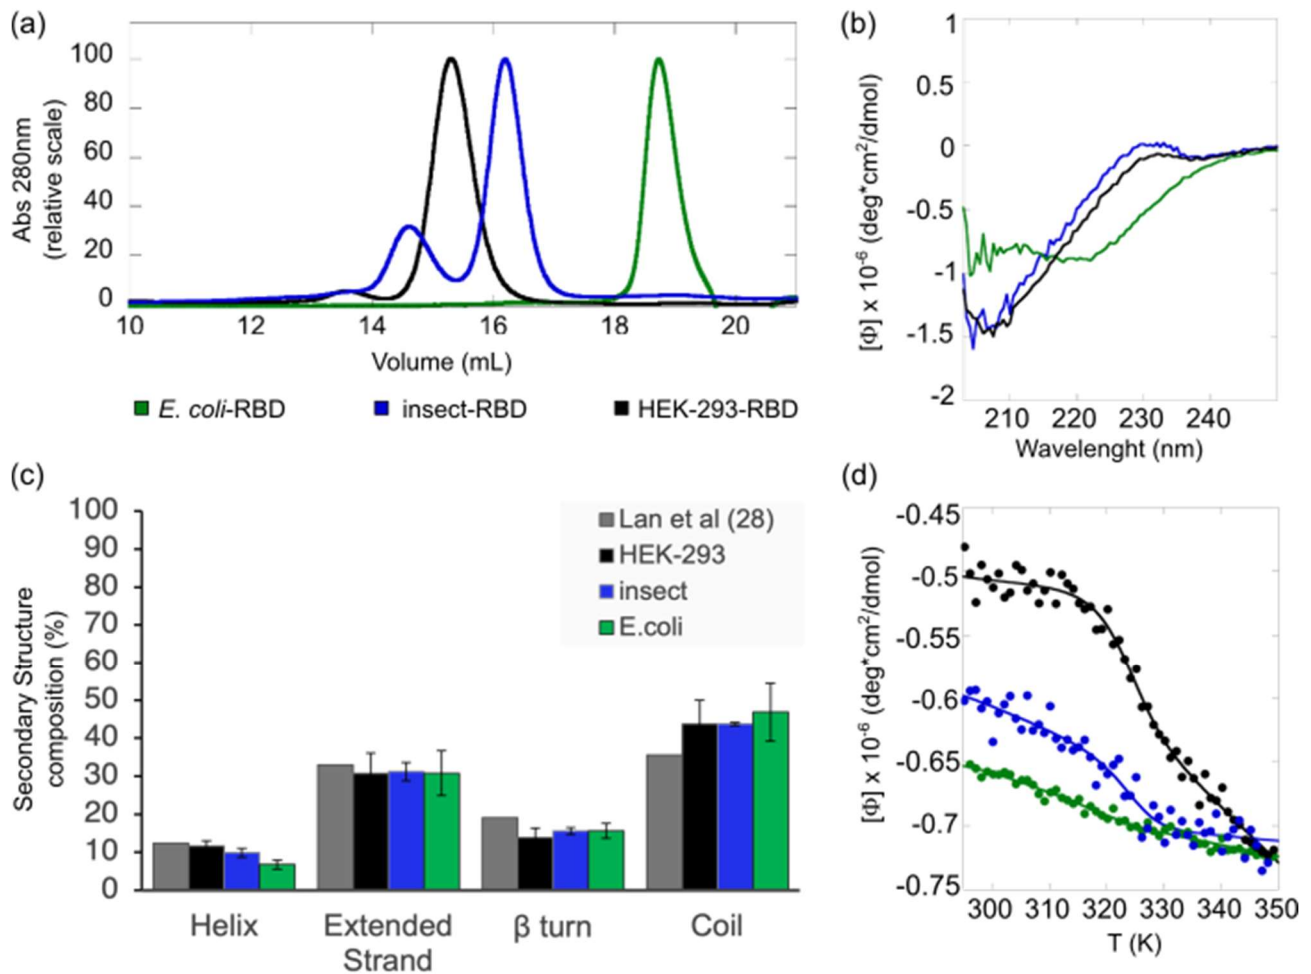 (a)
Abs 280nm
(relative scale)
100
80
60
40
20
0
10 12 14 16 18 20
Volume (mL)
E. coli-RBD insect-RBD HEK-293-RBD
(b)
[Φ] x 10-6 (deg*cm2/dmol)
1
0.5
0
-0.5
-1
-1.5
-2
210 220 230 240
Wavelenght (nm)
(c)
Secondary Structure
composition (%)
100
90
80
70
60
50
40
30
20
10
0
Lan et al (28)
HEK-293
insect
E.coli
Helix Extended β turn Coil
Strand
(d)
[Φ] x 10-6 (deg*cm2/dmol)
-0.45
-0.5
-0.55
-0.6
-0.65
-0.7
-0.75
300 310 320 330 340 350
T (K)